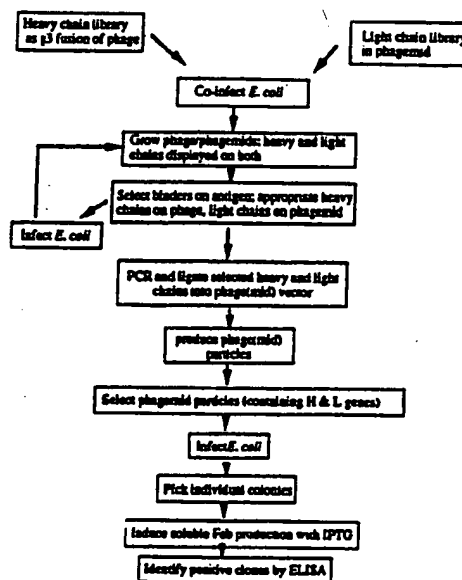 Heavy chain library
as p3 fusion of phage
Light chain library
in phagemid
Co-infect E. coli
Grow phage/phagemids; heavy and light
chains displayed on both
Select binders on antigen; appropriate heavy
chains on phage, light chains on phagemid
Infect E. coli
PCR and ligate selected heavy and light
chains into phage(mid) vector
produce phage(mid)
particles
Select phagemid particles (containing H & L genes)
Infect E. coli
Pick individual colonies
Induce soluble Fab production with IPTG
Identify positive clones by ELISA